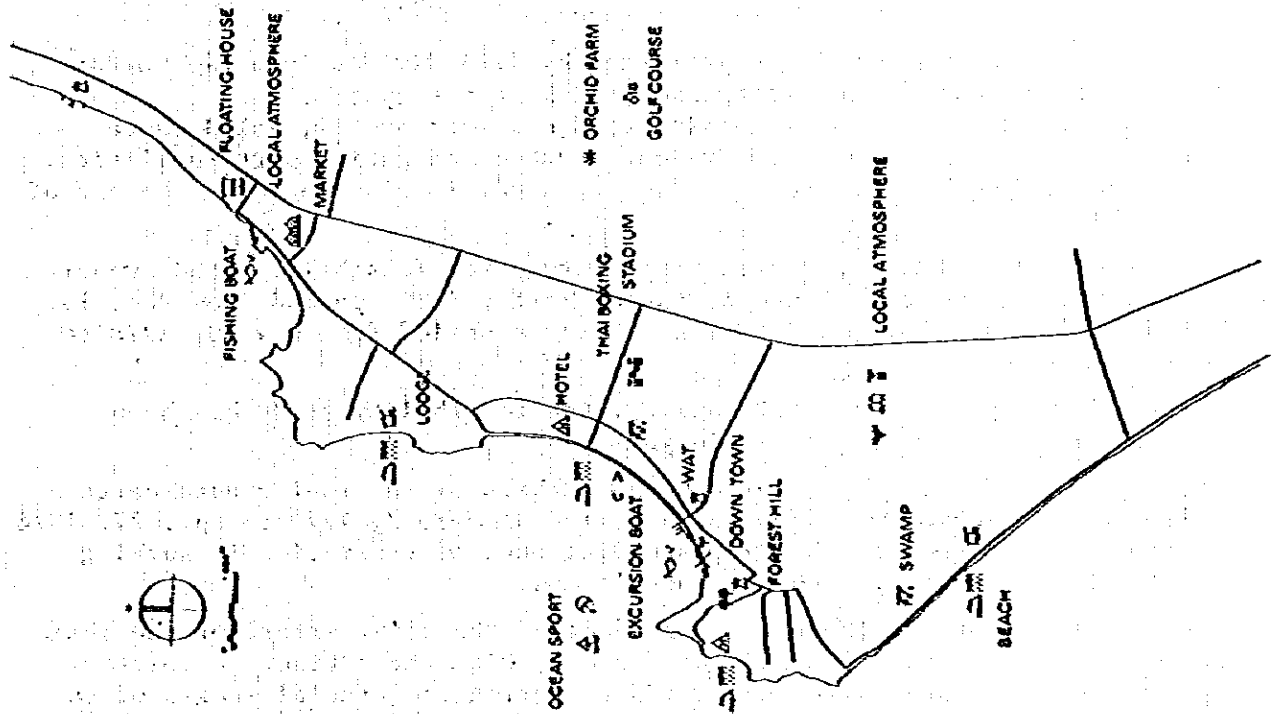 FLOATING HOUSE
LOCAL ATMOSPHERE
MARKET
FISHING BOAT
LODGE
HOTEL
THAI BOXING
STADIUM
ORCHID FARM
GOLF COURSE
OCEAN SPORT
EXCURSION BOAT
WAT
DOWN TOWN
FOREST HILL
LOCAL ATMOSPHERE
SWAMP
BEACH